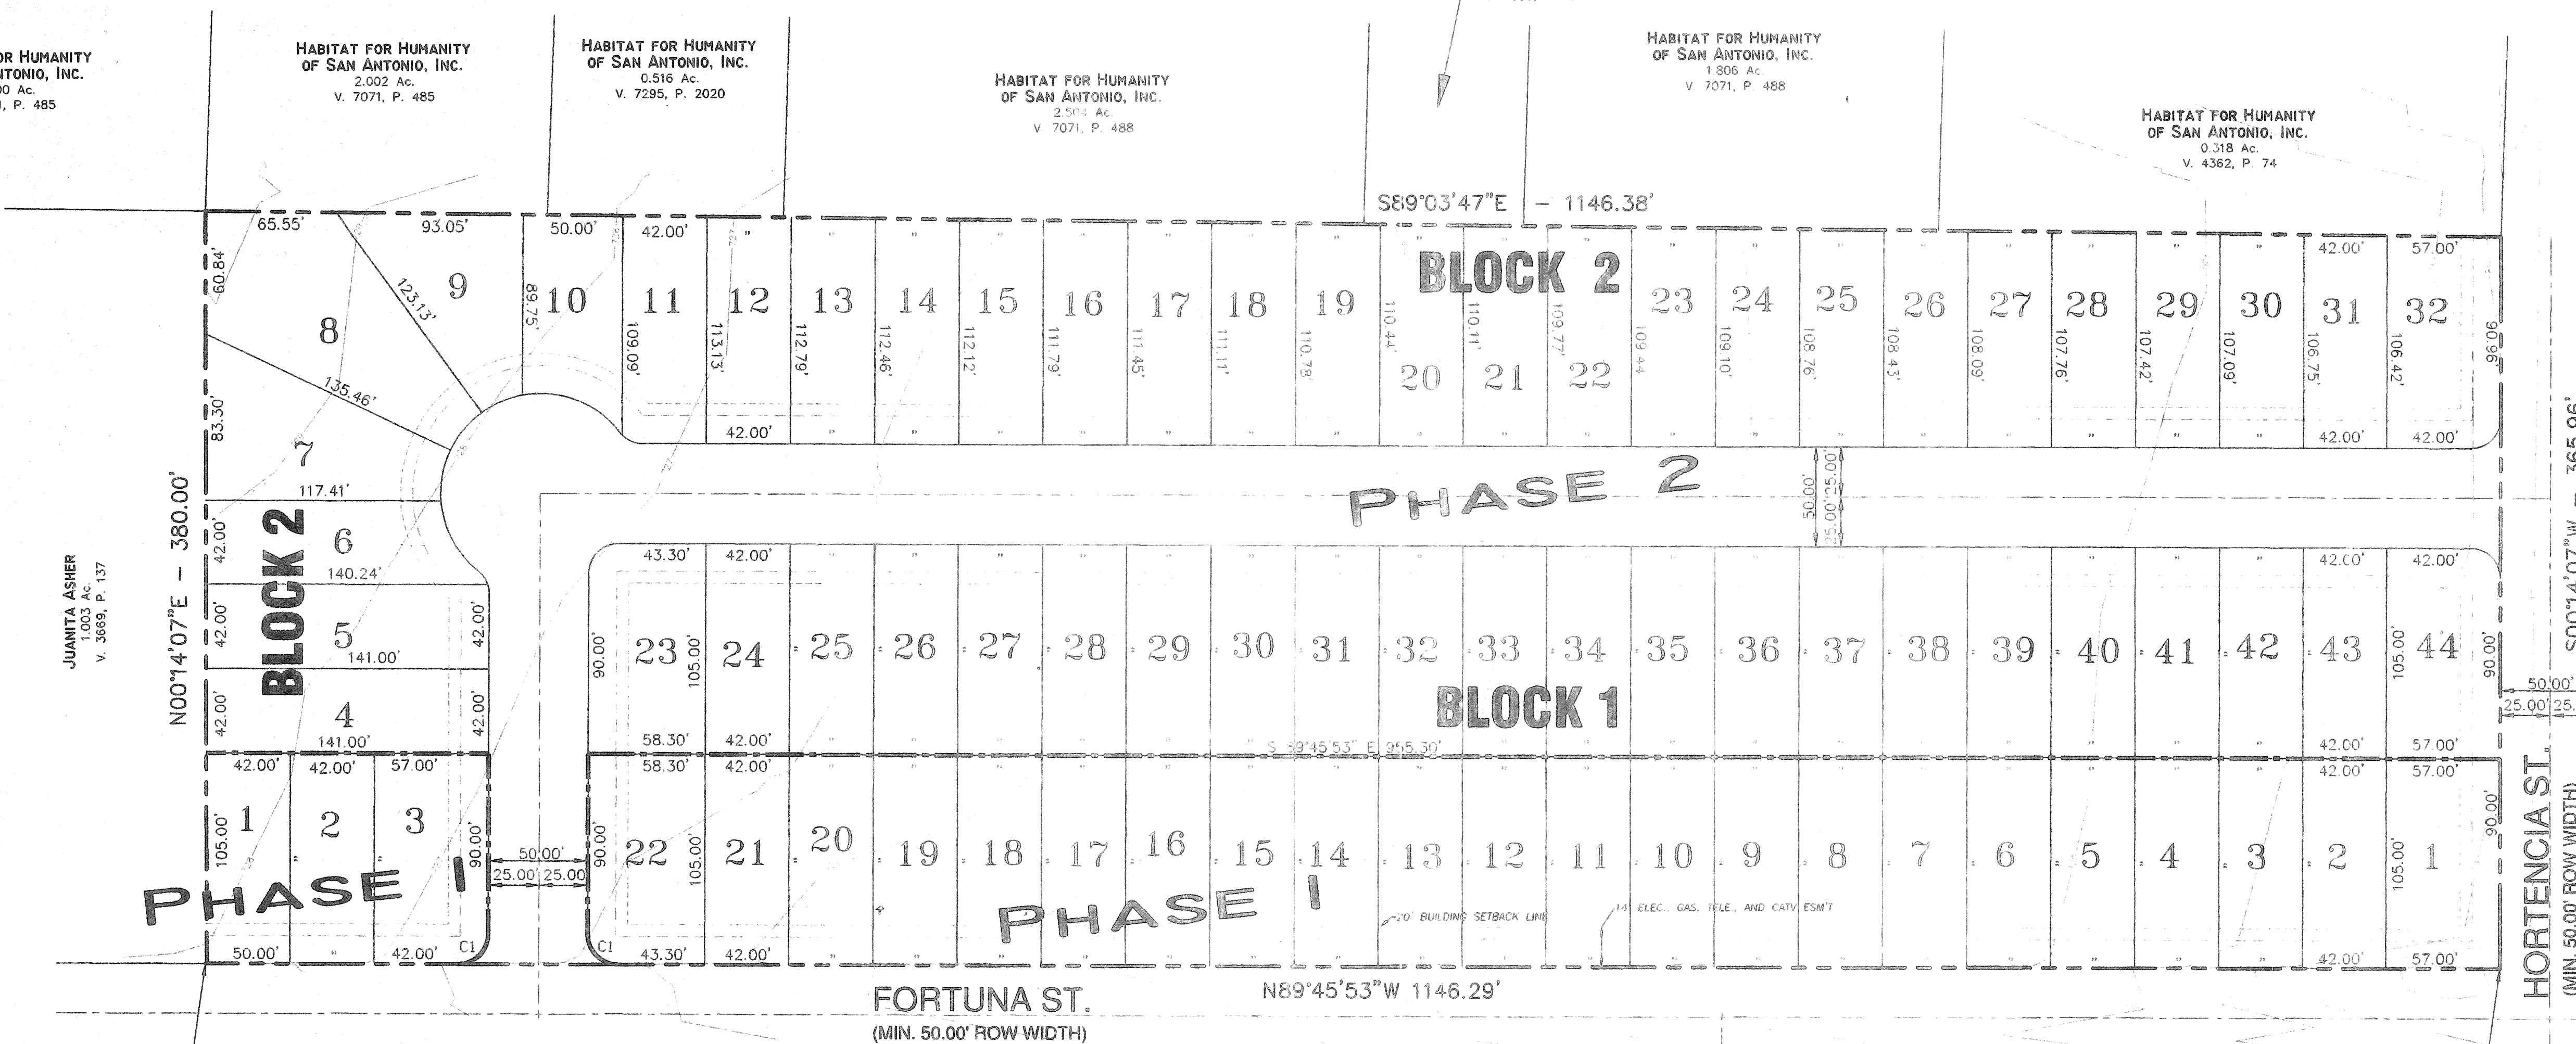 HABITAT FOR HUMANITY
OF SAN ANTONIO, INC.
2.002 Ac.
V. 7071, P. 485
HABITAT FOR HUMANITY
OF SAN ANTONIO, INC.
0.516 Ac.
V. 7295, P. 2020
HABITAT FOR HUMANITY
OF SAN ANTONIO, INC.
2.504 Ac.
V 7071, P. 488
HABITAT FOR HUMANITY
OF SAN ANTONIO, INC.
1.806 Ac
V 7071, P. 488
HABITAT FOR HUMANITY
OF SAN ANTONIO, INC.
0.318 Ac.
V. 4362, P. 74
OR HUMANITY
NTONIO, INC.
00 Ac.
, P. 485
S89°03'47"E - 1146.38'
65.55' 93.05' 50.00' 42.00' " " " " " " " " " " " " " " " " " " " 42.00' 57.00'
BLOCK 2
8 9 10 11 12 13 14 15 16 17 18 19 20 21 22 23 24 25 26 27 28 29 30 31 32
60.84' 123.13' 89.75' 109.09' 113.13' 112.79' 112.46' 112.12' 111.79' 111.45' 111.11' 110.78' 110.44' 110.11' 109.77' 109.44 109.10' 108.76' 108.43' 108.09' 107.76' 107.42' 107.09' 106.75' 106.42' 90.96'
135.46'
83.30'
7
117.41'
42.00' " " " " " " " " " " " " " " " " " " 42.00' 42.00'
PHASE 2
50.00' 25.00' 25.00'
N00°14'07"E - 380.00'
JUANITA ASHER
1.003 Ac.
V. 3669, P. 137
BLOCK 2
42.00' 6
140.24'
42.00' 5 42.00'
141.00'
42.00' 4 42.00'
141.00'
43.30' 42.00' " " " " " " " " " " " " " " " " " " 42.00' 42.00'
90.00' 23 105.00' 24 25 26 27 28 29 30 31 32 33 34 35 36 37 38 39 40 41 42 43 105.00' 44 90.00'
BLOCK 1
58.30' 42.00' 42.00' 57.00'
S 89°45'53" E 955.30'
42.00' 42.00' 57.00'
58.30' 42.00' 42.00' 57.00'
105.00' 1 2 3 90.00'
50.00'
25.00' 25.00
90.00' 22 105.00' 21 20 19 18 17 16 15 14 13 12 11 10 9 8 7 6 5 4 3 2 105.00' 1 90.00'
PHASE 1
PHASE 1
20' BUILDING SETBACK LINE
14' ELEC., GAS, TELE., AND CATV ESM'T
50.00' " 42.00' C1
C1 43.30' 42.00' 42.00' 57.00'
50.00'
25.00' 25.
S00°14'07"W - 365.96'
HORTENCIA ST.
(MIN. 50.00' ROW WIDTH)
FORTUNA ST.
(MIN. 50.00' ROW WIDTH)
N89°45'53"W 1146.29'